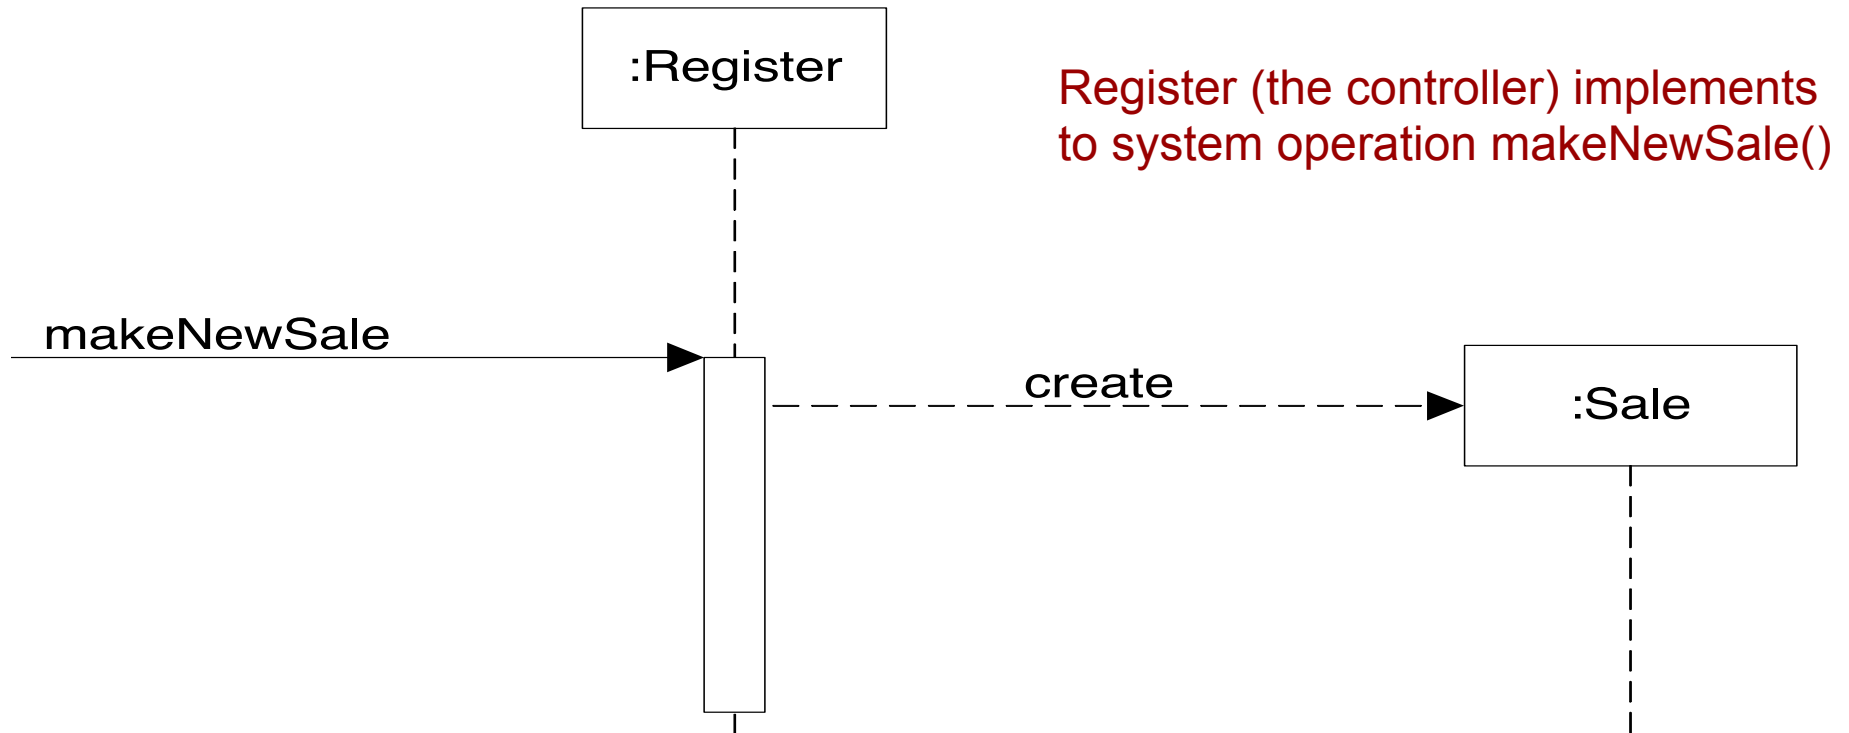 :Register
Register (the controller) implements
to system operation makeNewSale()
makeNewSale
create
:Sale